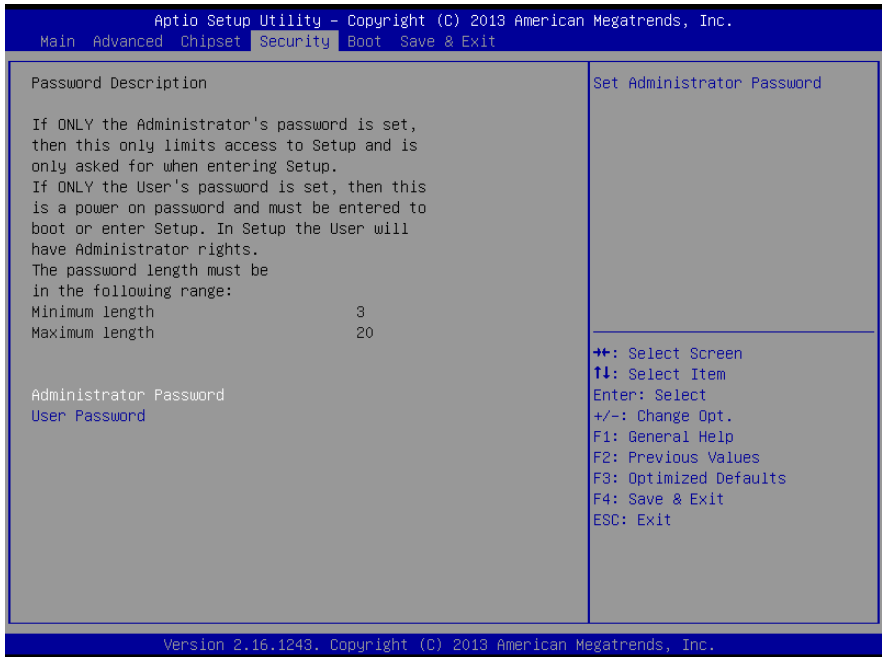 Aptio Setup Utility – Copyright (C) 2013 American Megatrends, Inc.
Main Advanced Chipset Security Boot Save & Exit
Password Description
If ONLY the Administrator's password is set,
then this only limits access to Setup and is
only asked for when entering Setup.
If ONLY the User's password is set, then this
is a power on password and must be entered to
boot or enter Setup. In Setup the User will
have Administrator rights.
The password length must be
in the following range:
Minimum length 3
Maximum length 20
Administrator Password
User Password
Set Administrator Password
→←: Select Screen
↑↓: Select Item
Enter: Select
+/-: Change Opt.
F1: General Help
F2: Previous Values
F3: Optimized Defaults
F4: Save & Exit
ESC: Exit
Version 2.16.1243. Copyright (C) 2013 American Megatrends, Inc.